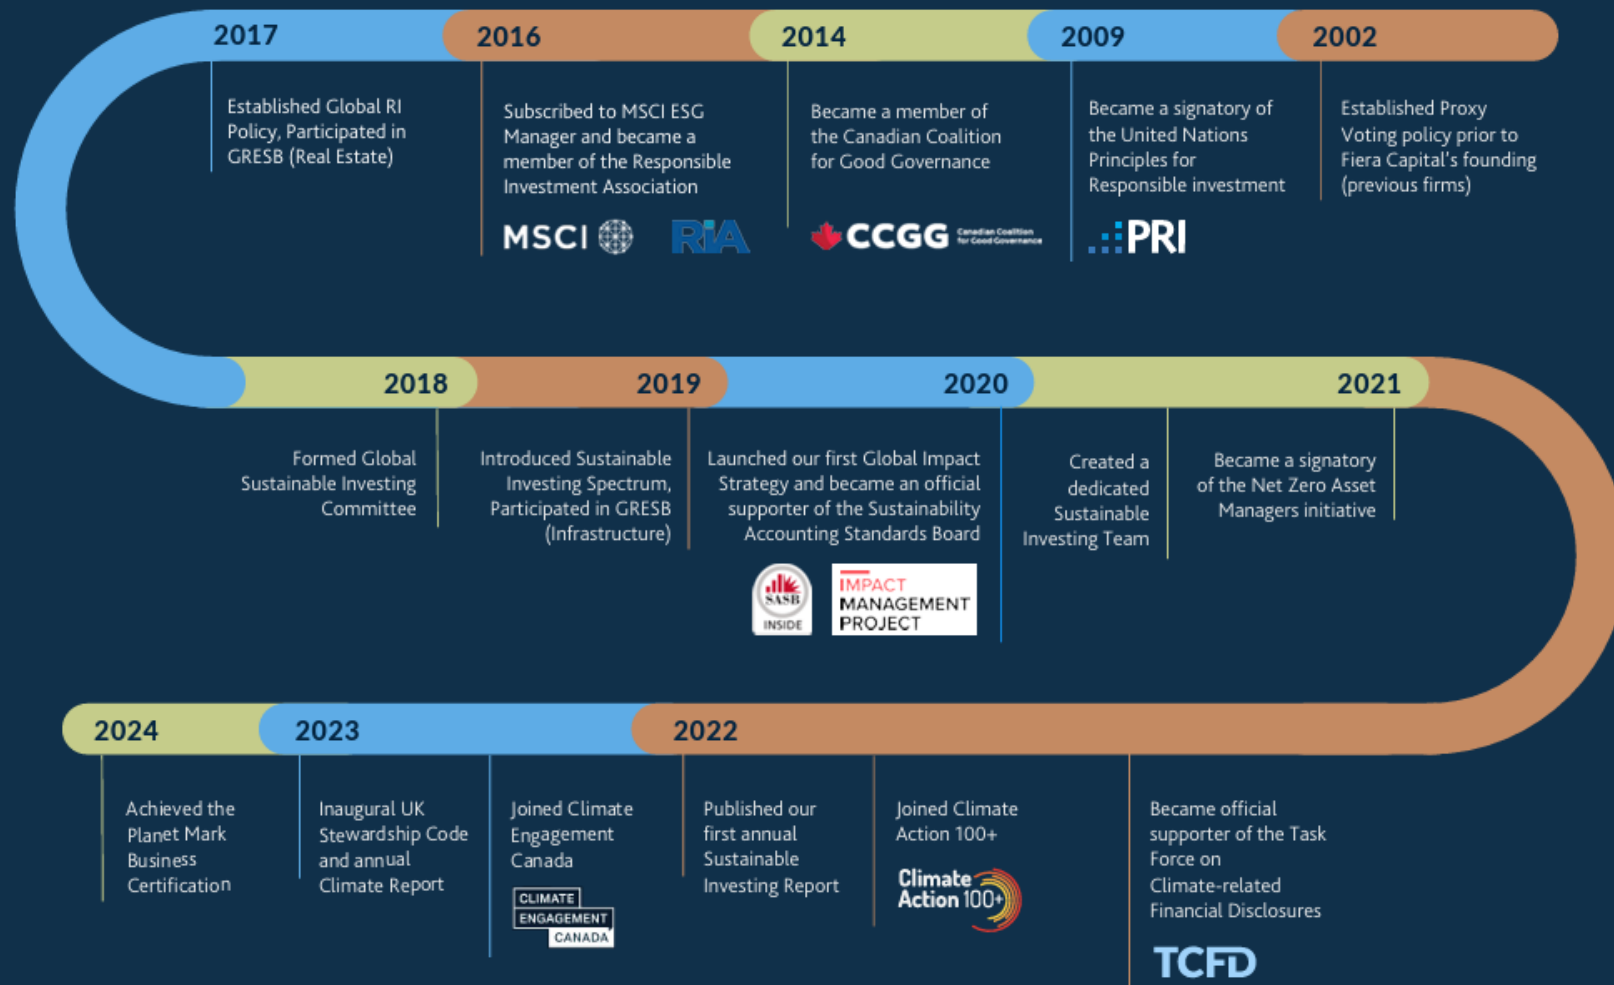 2017
Established Global RI
Policy, Participated in
GRESB (Real Estate)
2016
Subscribed to MSCI ESG
Manager and became a
member of the Responsible
Investment Association
MSCI
RIA
2014
Became a member of
the Canadian Coalition
for Good Governance
CCGG
Canadian Coalition
for Good Governance
2009
Became a signatory of
the United Nations
Principles for
Responsible investment
PRI
2002
Established Proxy
Voting policy prior to
Fiera Capital's founding
(previous firms)
2018
Formed Global
Sustainable Investing
Committee
2019
Introduced Sustainable
Investing Spectrum,
Participated in GRESB
(Infrastructure)
2020
Launched our first Global Impact
Strategy and became an official
supporter of the Sustainability
Accounting Standards Board
SASB
INSIDE
IMPACT
MANAGEMENT
PROJECT
Created a
dedicated
Sustainable
Investing Team
2021
Became a signatory
of the Net Zero Asset
Managers initiative
2024
Achieved the
Planet Mark
Business
Certification
2023
Inaugural UK
Stewardship Code
and annual
Climate Report
Joined Climate
Engagement
Canada
CLIMATE
ENGAGEMENT
CANADA
2022
Published our
first annual
Sustainable
Investing Report
Joined Climate
Action 100+
Climate
Action 100+
Became official
supporter of the Task
Force on
Climate-related
Financial Disclosures
TCFD